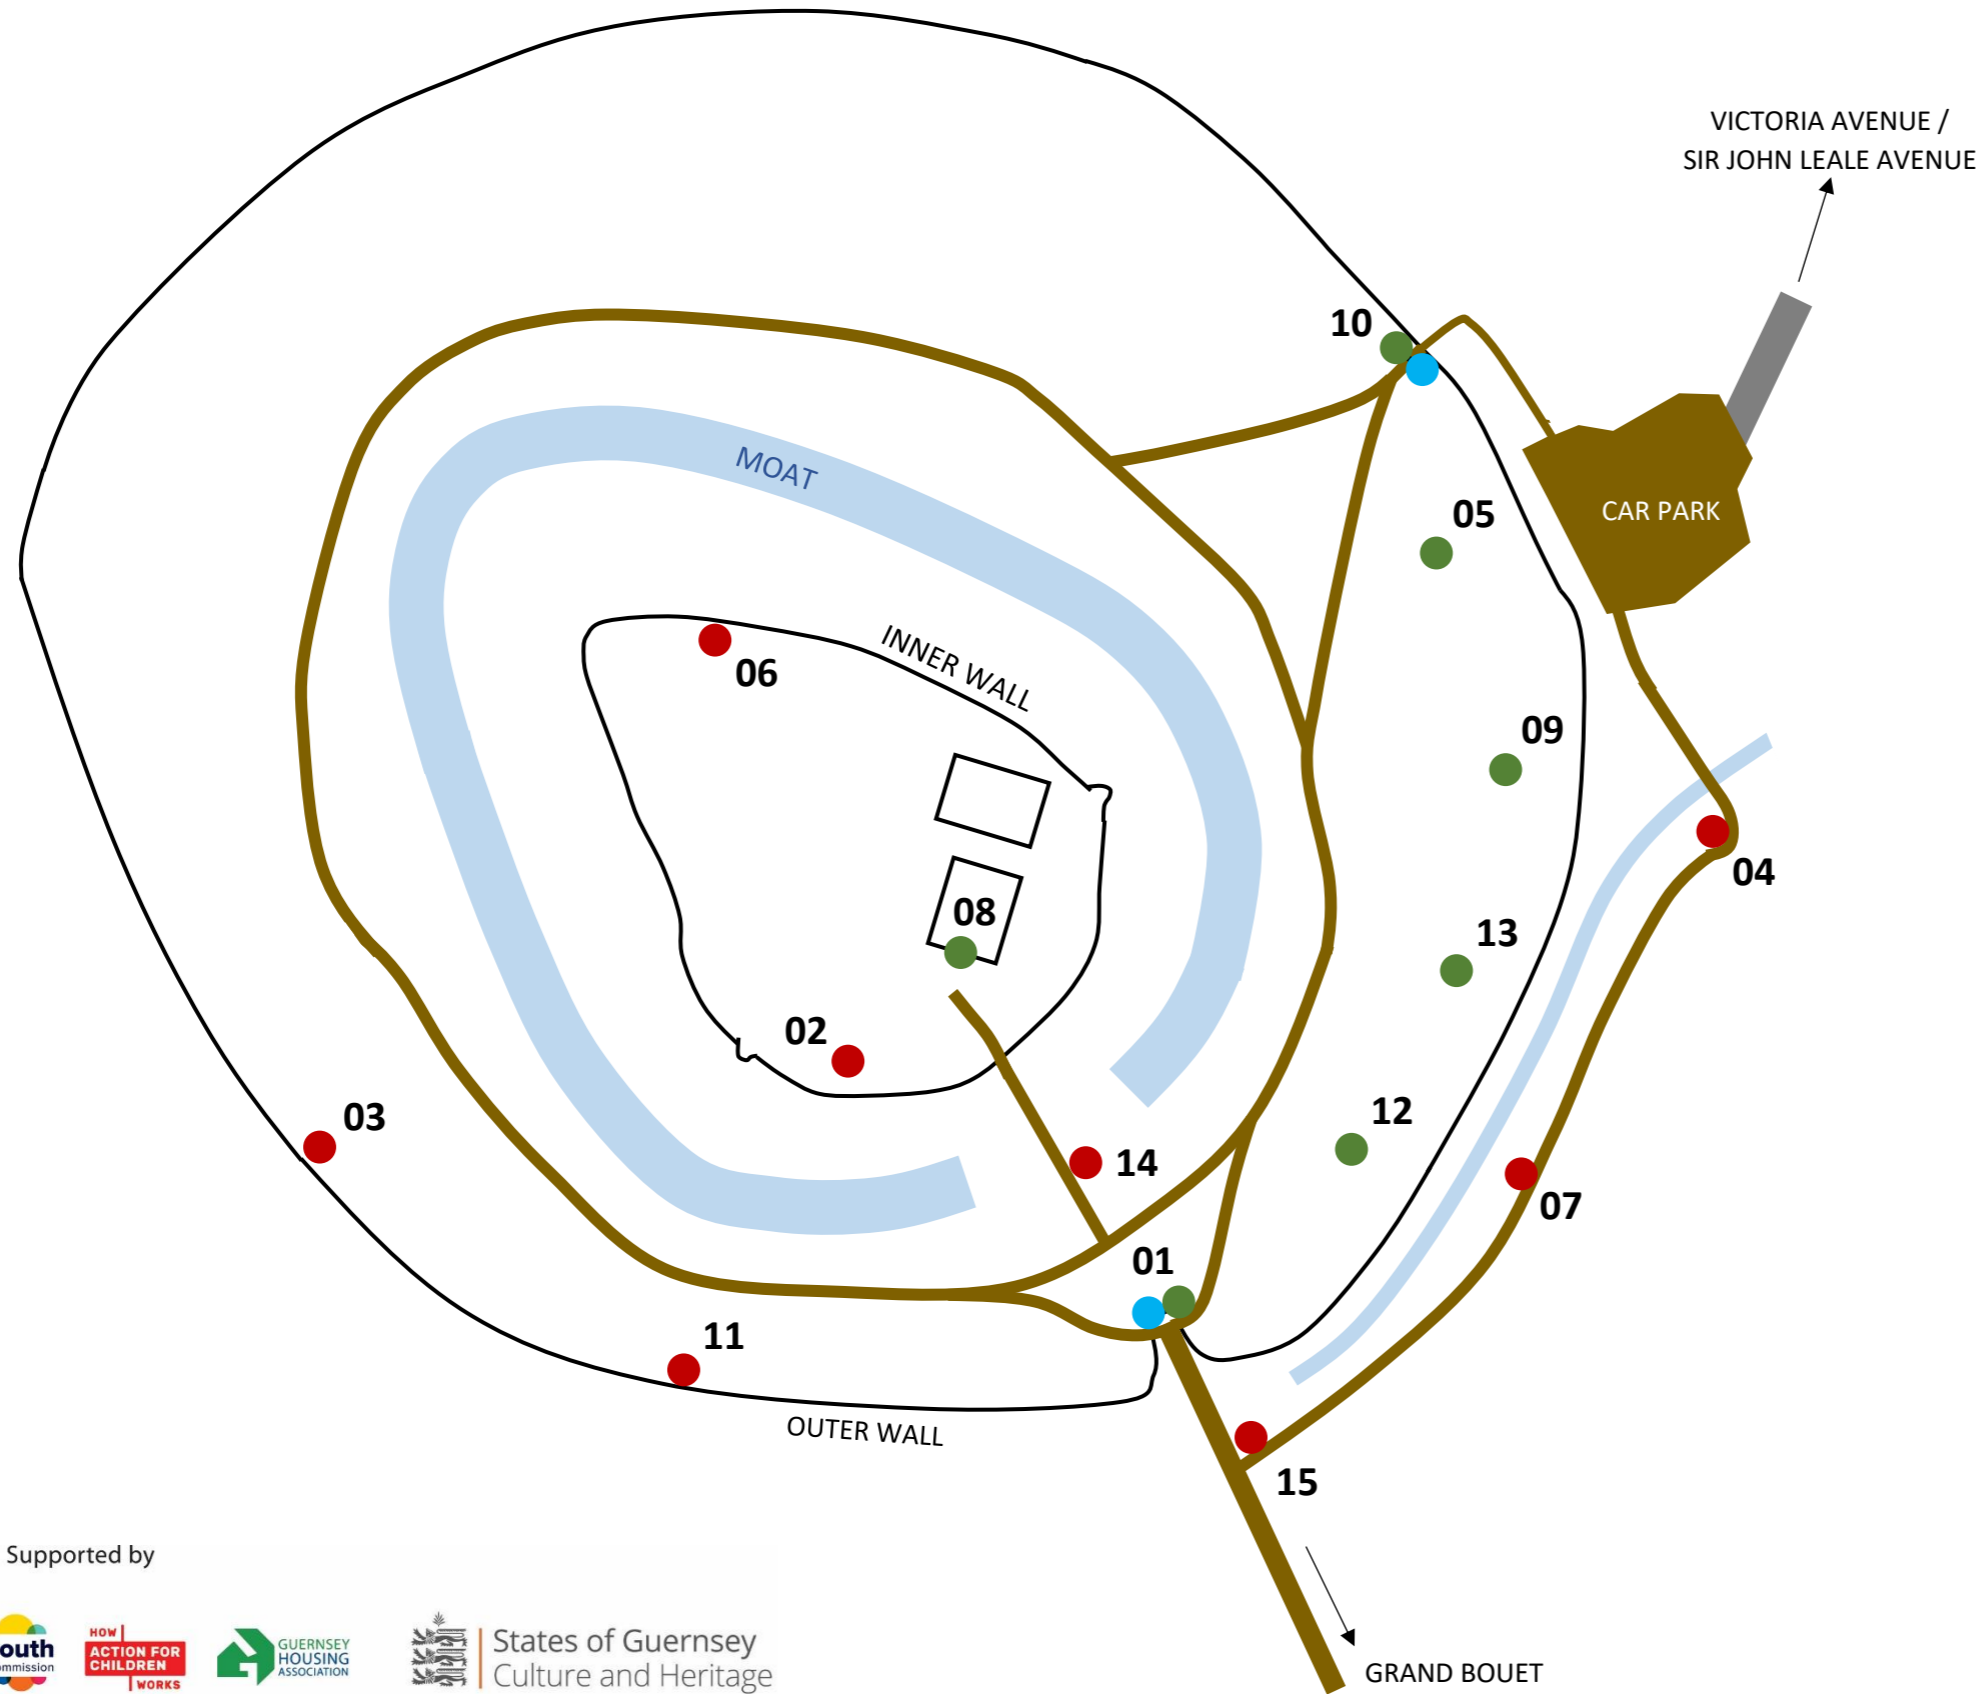 VICTORIA AVENUE /
SIR JOHN LEALE AVENUE
10
MOAT
05
CAR PARK
INNER WALL
06
09
04
08
13
02
03
12
14
07
01
11
OUTER WALL
15
Supported by
outh
mmission
HOW
ACTION FOR
CHILDREN
WORKS
GUERNSEY
HOUSING
ASSOCIATION
States of Guernsey
Culture and Heritage
GRAND BOUET